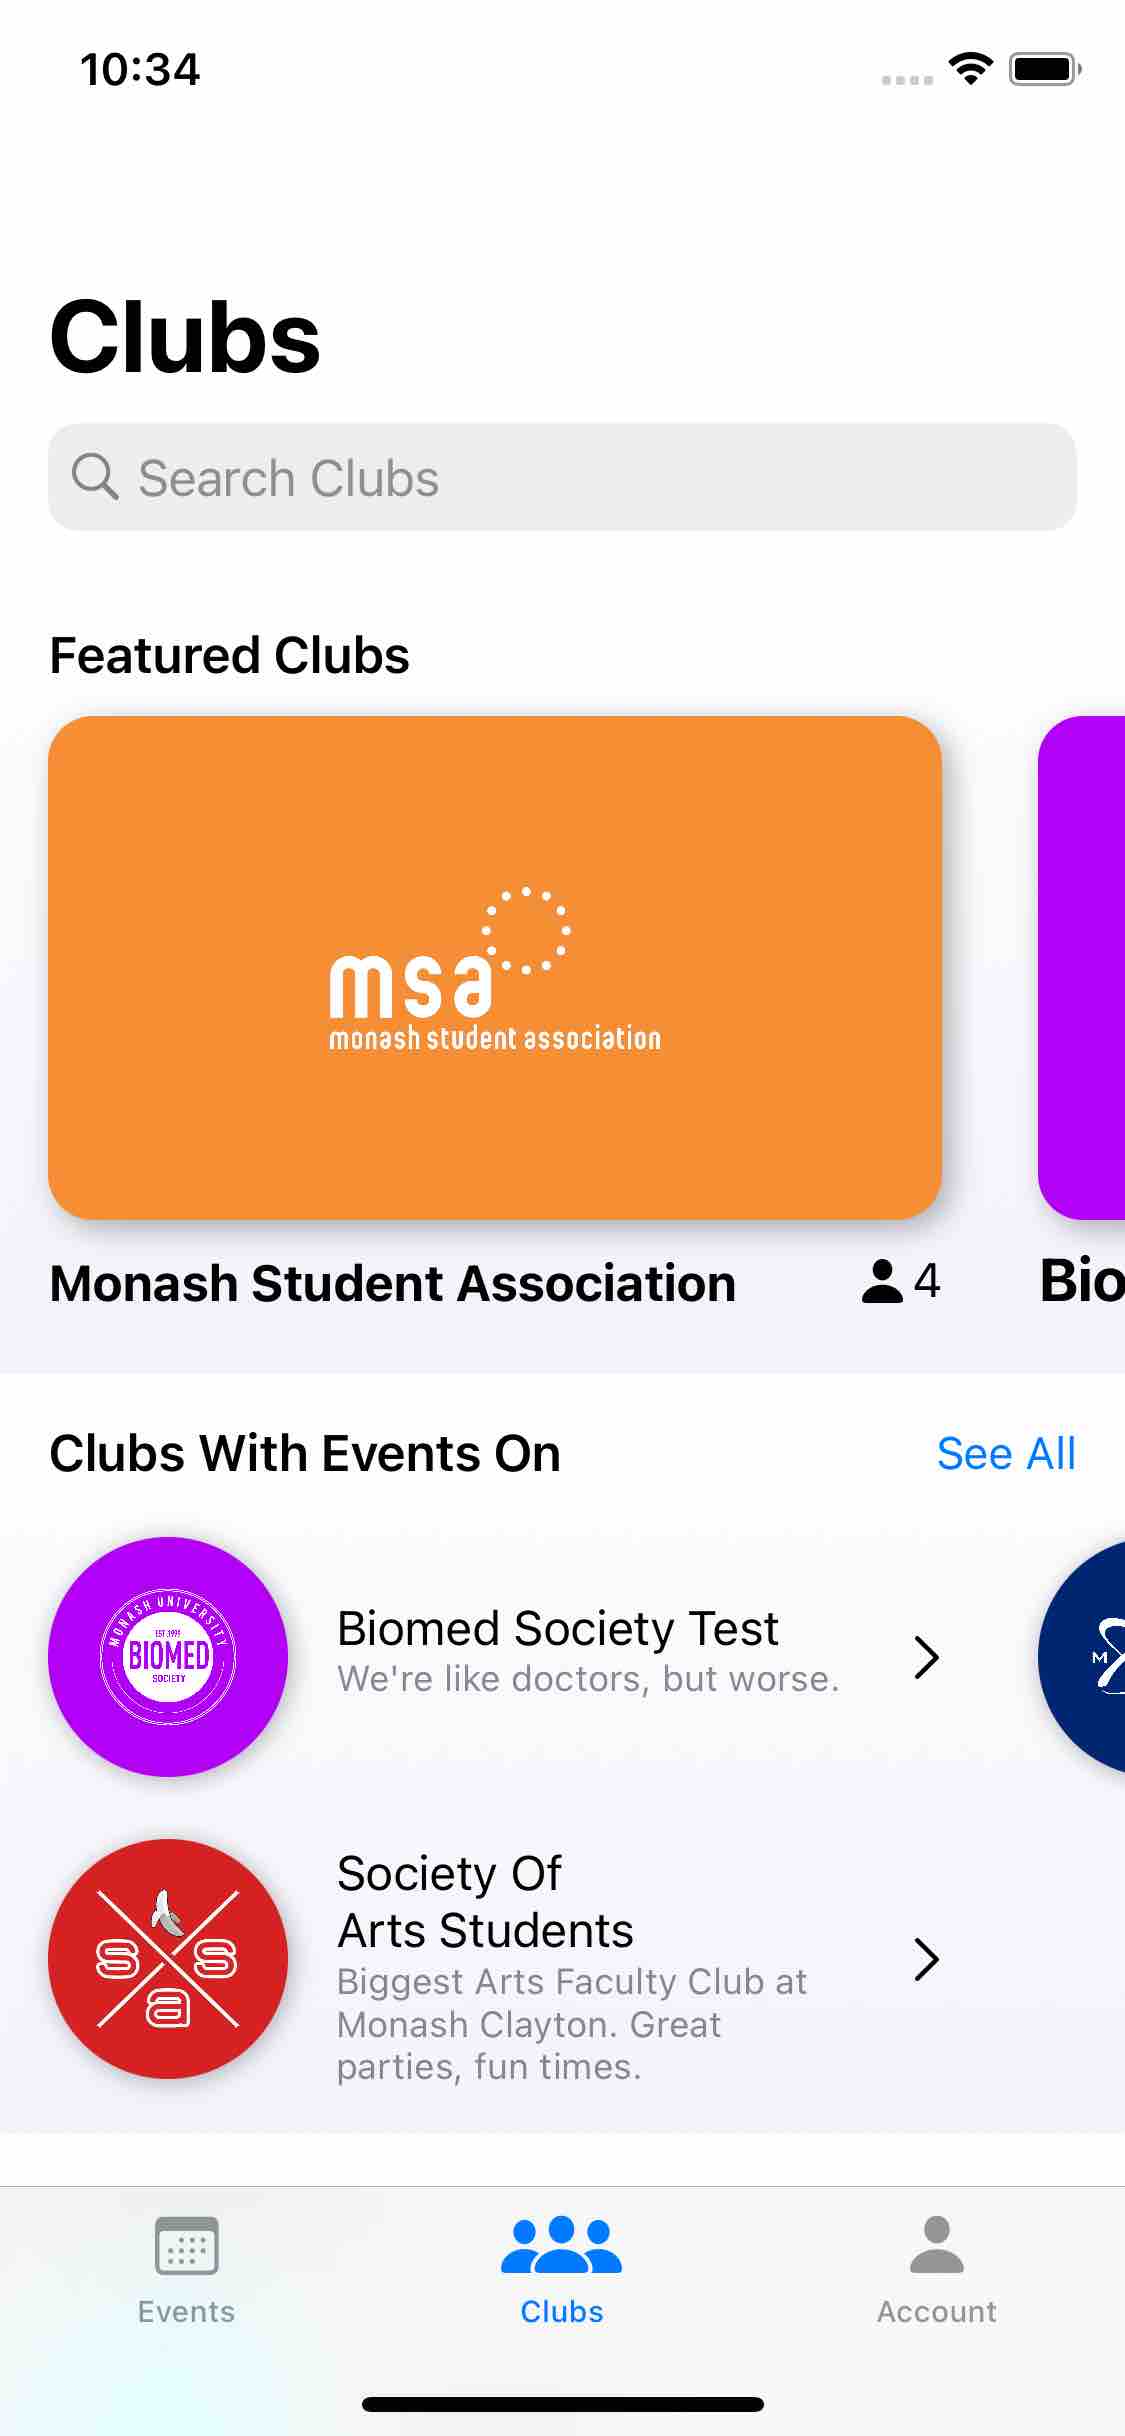 10:34
Clubs
Search Clubs
Featured Clubs
msa
monash student association
Monash Student Association
4
Bio
Clubs With Events On
See All
MONASH UNIVERSITY
EST 1999
BIOMED
SOCIETY
Biomed Society Test
We're like doctors, but worse.
M
S S
a
Society Of
Arts Students
Biggest Arts Faculty Club at
Monash Clayton. Great
parties, fun times.
Events
Clubs
Account